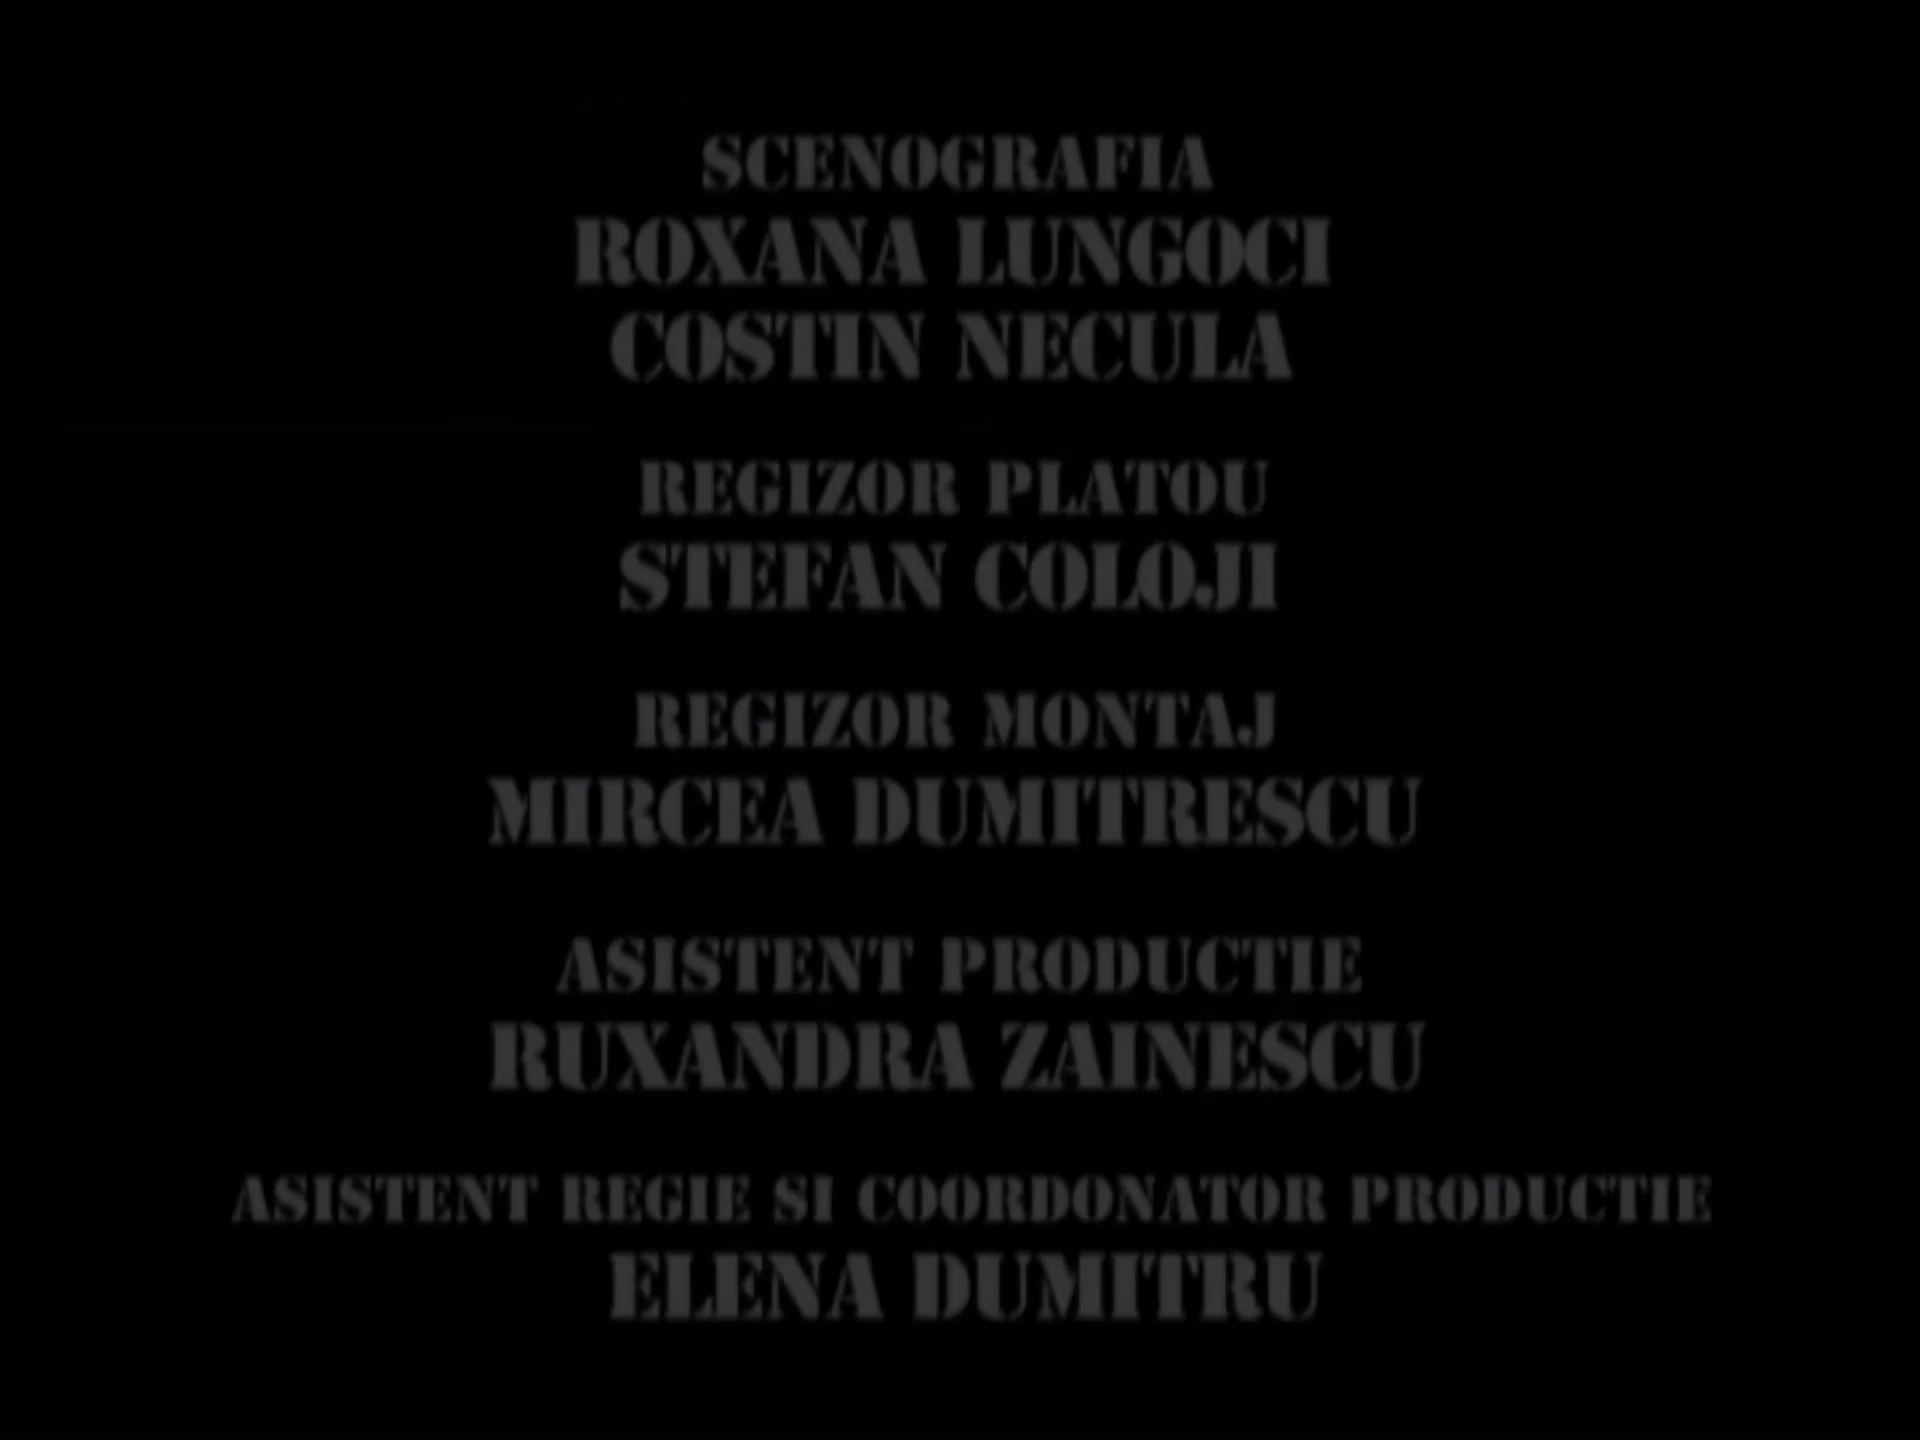 SCENOGRAFIA
ROXANA LUNGOCI
COSTIN NECULA
REGIZOR PLATOU
STEFAN COLOJI
REGIZOR MONTAJ
MIRCEA DUMITRESCU
ASISTENT PRODUCTIE
RUXANDRA ZAINESCU
ASISTENT REGIE SI COORDONATOR PRODUCTIE
ELENA DUMITRU